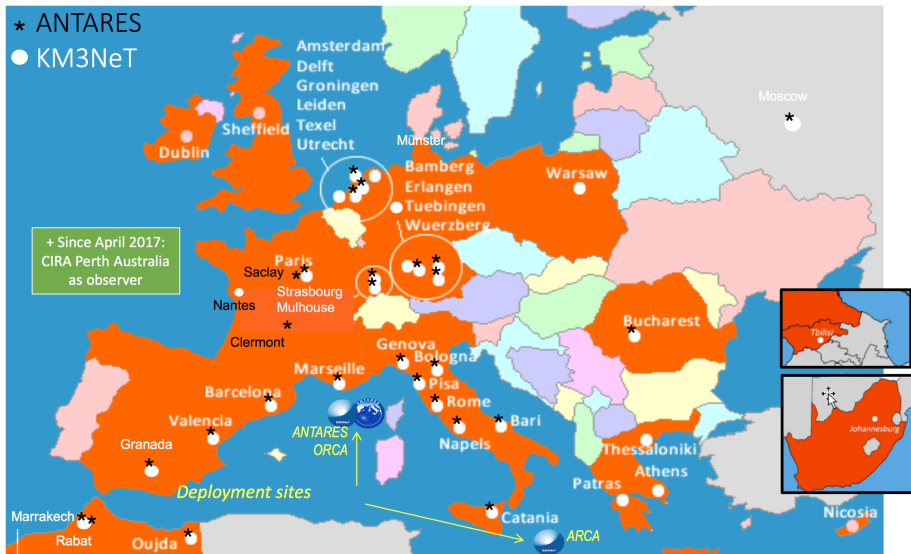 * ANTARES
KM3NeT
Amsterdam
Delft
Groningen
Leiden
Texel
Utrecht
Moscow
Sheffield
Dublin
Münster
Bamberg
Erlangen
Tuebingen
Wuerzberg
Warsaw
+ Since April 2017:
CIRA Perth Australia
as observer
Paris
Saclay
Strasbourg
Mulhouse
Nantes
Clermont
Bucharest
Tbilisi
Genova
Bologna
Marseille
Pisa
Barcelona
Rome
Valencia
Bari
Johannesburg
ANTARES
ORCA
Napels
Granada
Thessaloniki
Athens
Deployment sites
Patras
Marrakech
Catania
Nicosia
Rabat
Oujda
ARCA